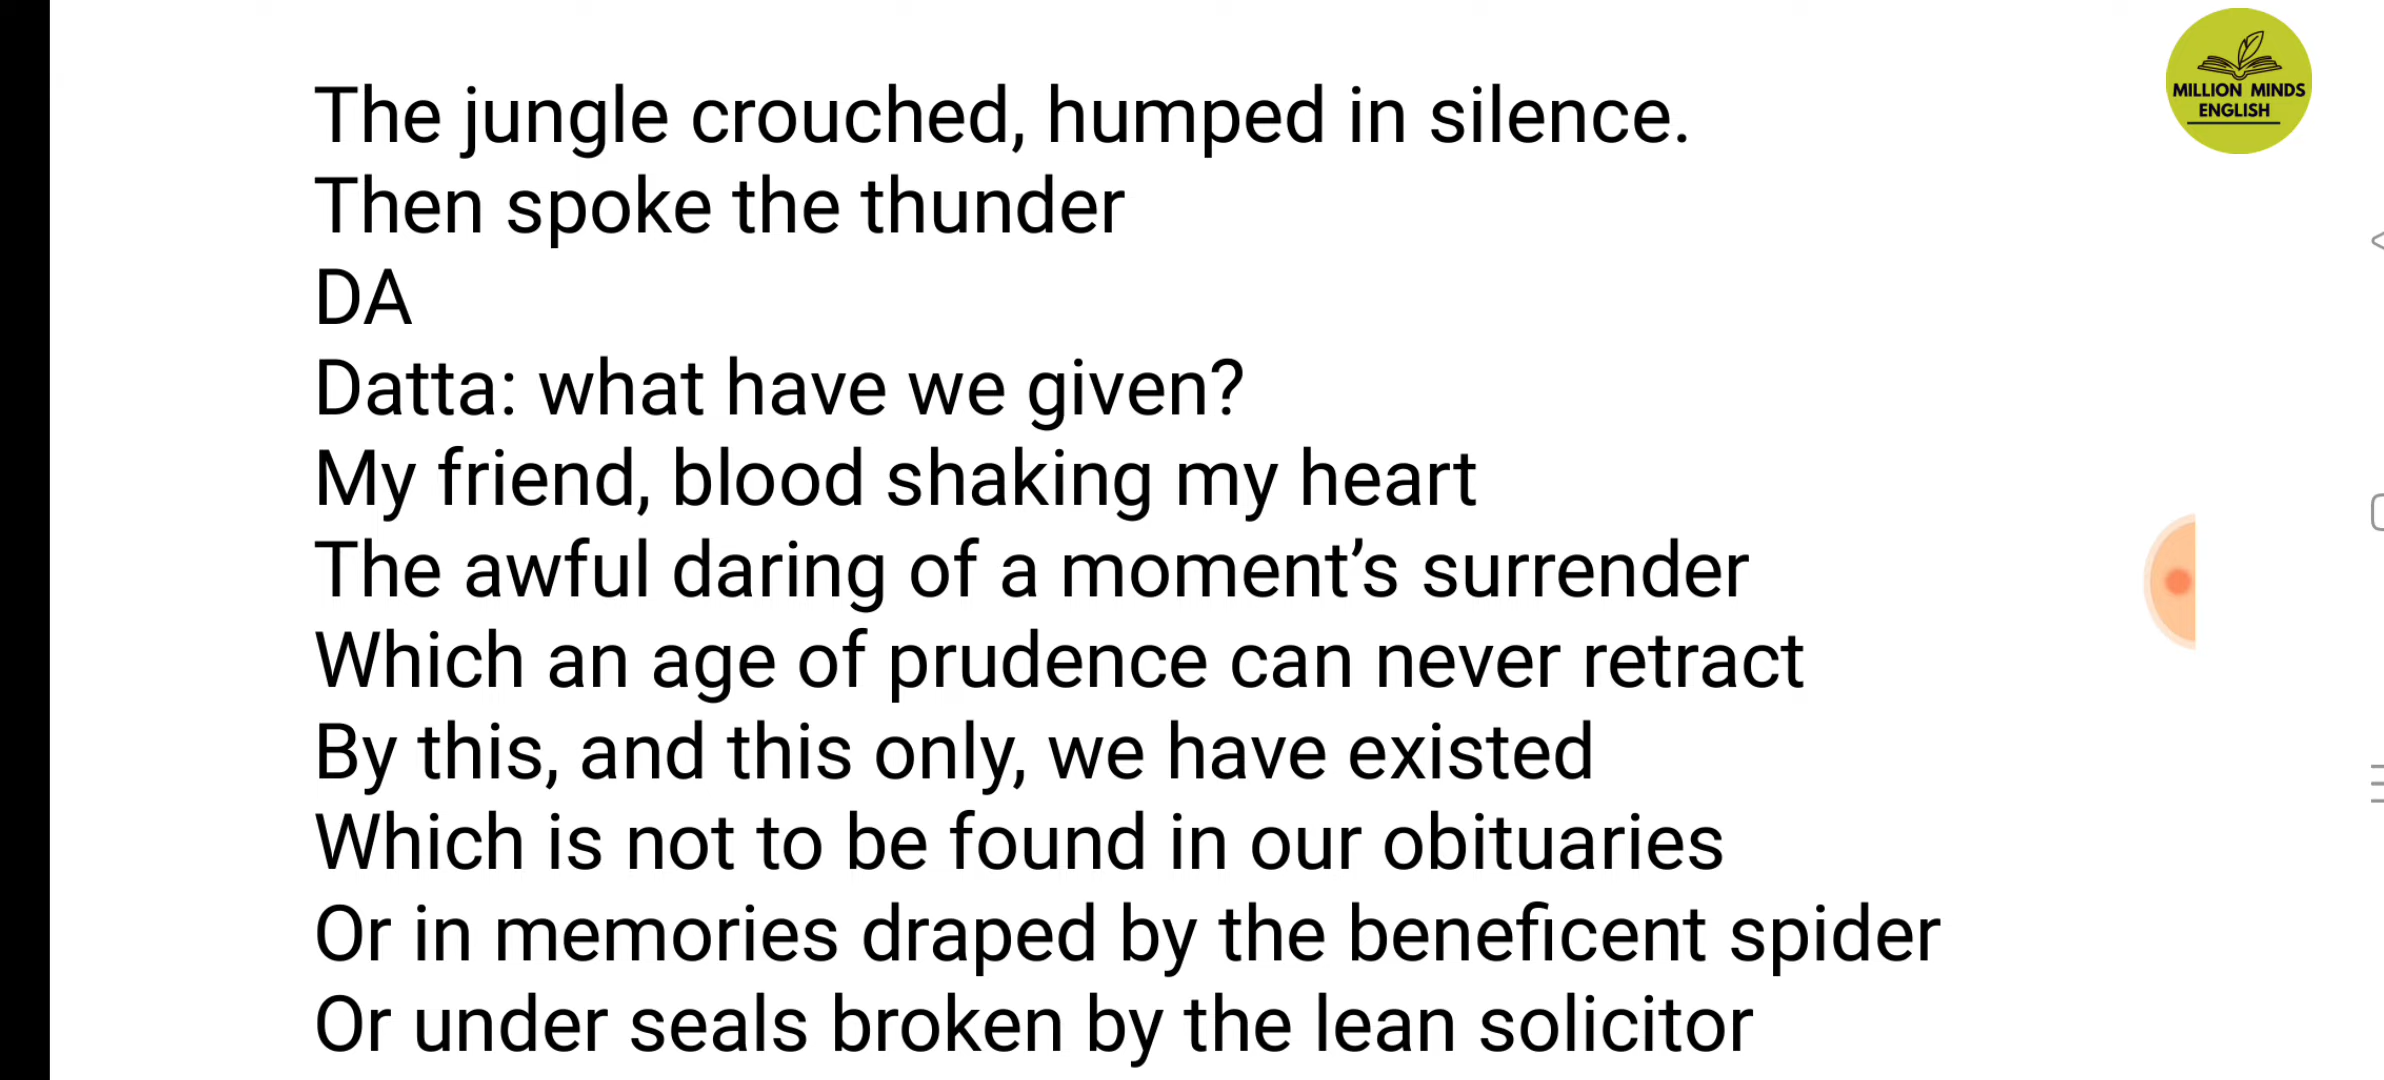 The jungle crouched, humped in silence.
Then spoke the thunder
DA
Datta: what have we given?
My friend, blood shaking my heart
The awful daring of a moment’s surrender
Which an age of prudence can never retract
By this, and this only, we have existed
Which is not to be found in our obituaries
Or in memories draped by the beneficent spider
Or under seals broken by the lean solicitor
MILLION MINDS
ENGLISH